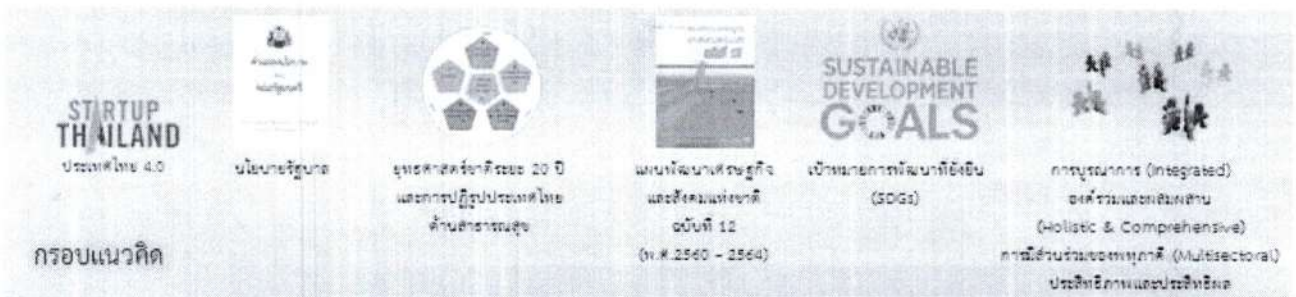 STARTUP
THAILAND
ประเทศไทย 4.0
นโยบายรัฐบาล
ยุทธศาสตร์ชาติระยะ 20 ปี
และการปฏิรูปประเทศไทย
ด้านสาธารณสุข
แผนพัฒนาเศรษฐกิจ
และสังคมแห่งชาติ
ฉบับที่ 12
(พ.ศ.2560 - 2564)
SUSTAINABLE
DEVELOPMENT
GOALS
เป้าหมายการพัฒนาที่ยั่งยืน
(SDGs)
การบูรณาการ (Integrated)
องค์รวมและผสมผสาน
(Holistic & Comprehensive)
การมีส่วนร่วมของพหุภาคี (Multisectoral)
ประสิทธิภาพและประสิทธิผล
กรอบแนวคิด